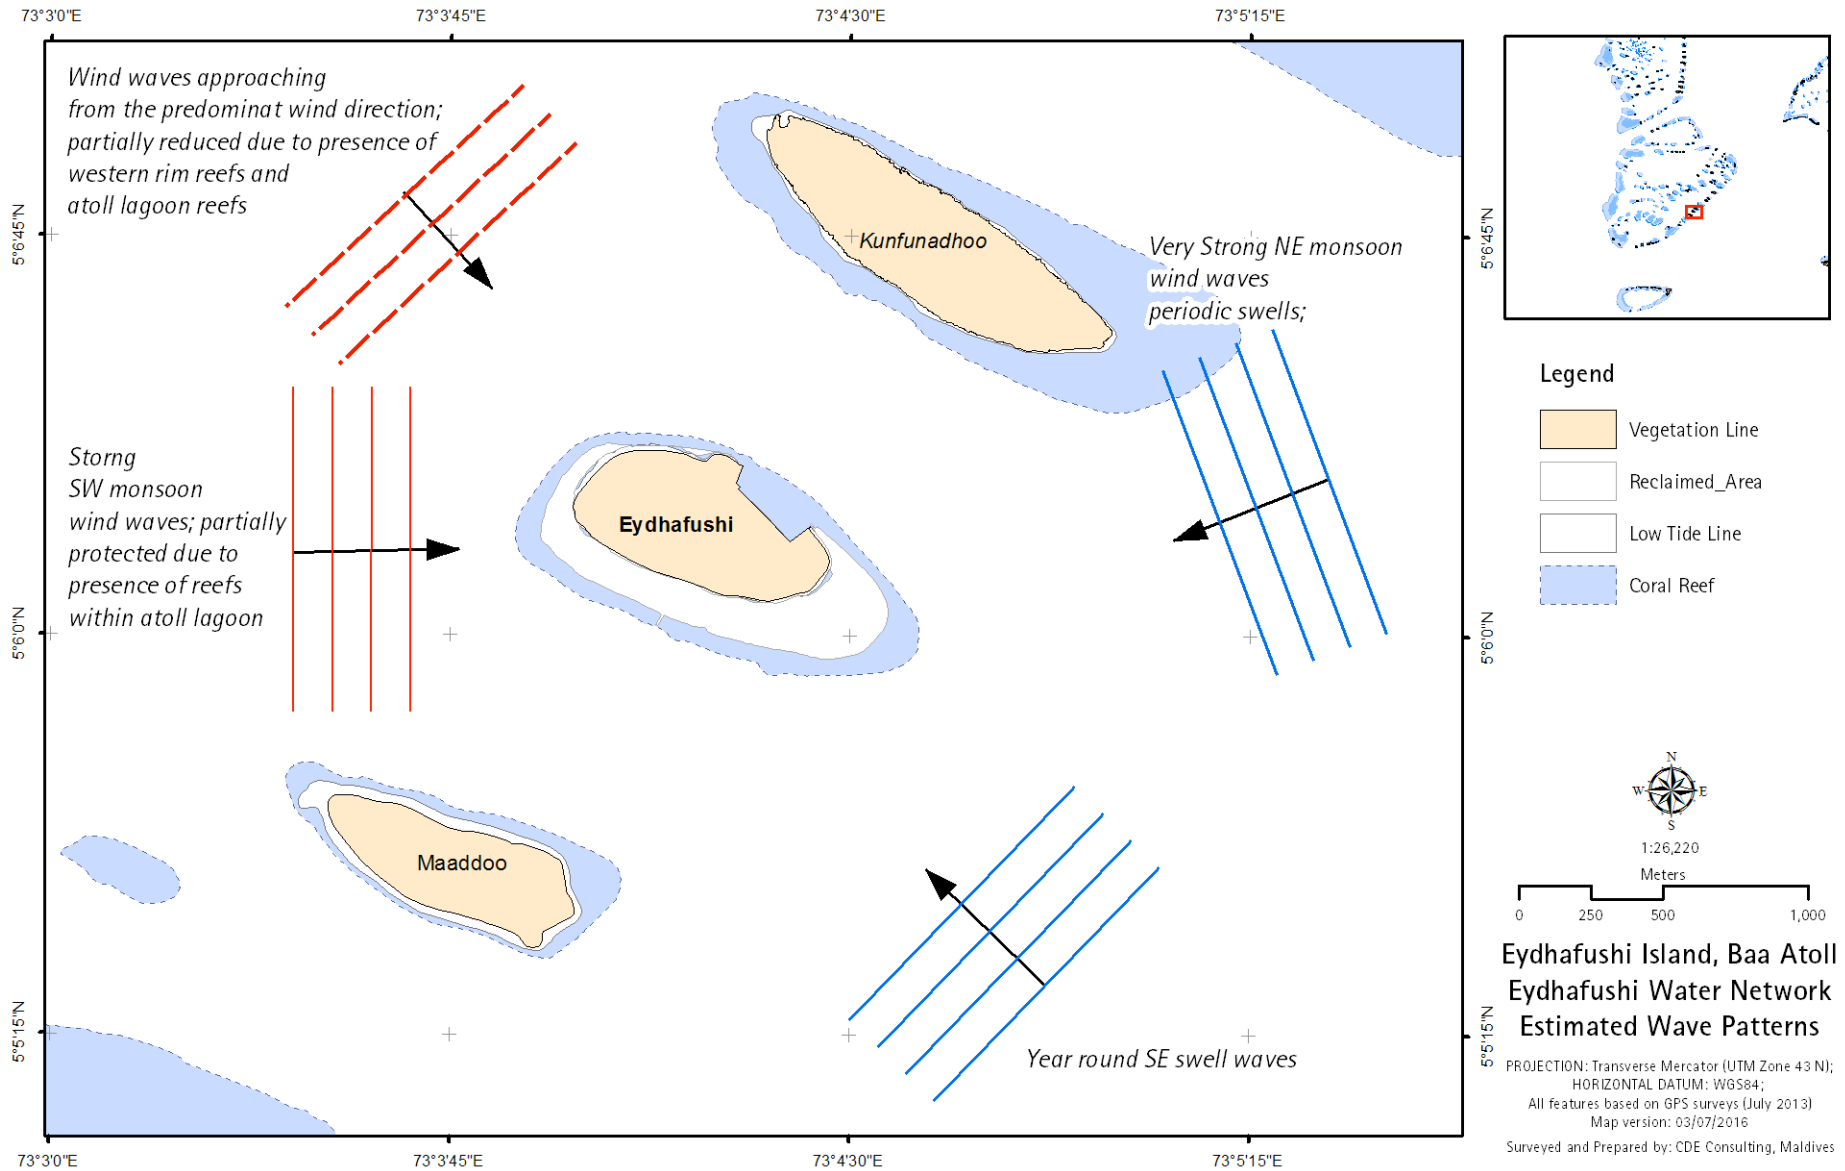 73°3'0"E
73°3'45"E
73°4'30"E
73°5'15"E
Wind waves approaching
from the predominat wind direction;
partially reduced due to presence of
western rim reefs and
atoll lagoon reefs
5°6'45"N
5°6'45"N
Kunfunadhoo
Very Strong NE monsoon
wind waves
periodic swells;
Storng
SW monsoon
wind waves; partially
protected due to
presence of reefs
within atoll lagoon
Eydhafushi
5°6'0"N
5°6'0"N
Maaddoo
5°5'15"N
5°5'15"N
Year round SE swell waves
73°3'0"E
73°3'45"E
73°4'30"E
73°5'15"E
Legend
Vegetation Line
Reclaimed_Area
Low Tide Line
Coral Reef
N
W
E
S
1:26,220
Meters
0 250 500 1,000
Eydhafushi Island, Baa Atoll
Eydhafushi Water Network
Estimated Wave Patterns
PROJECTION: Transverse Mercator (UTM Zone 43 N);
HORIZONTAL DATUM: WGS84;
All features based on GPS surveys (July 2013)
Map version: 03/07/2016
Surveyed and Prepared by: CDE Consulting, Maldives